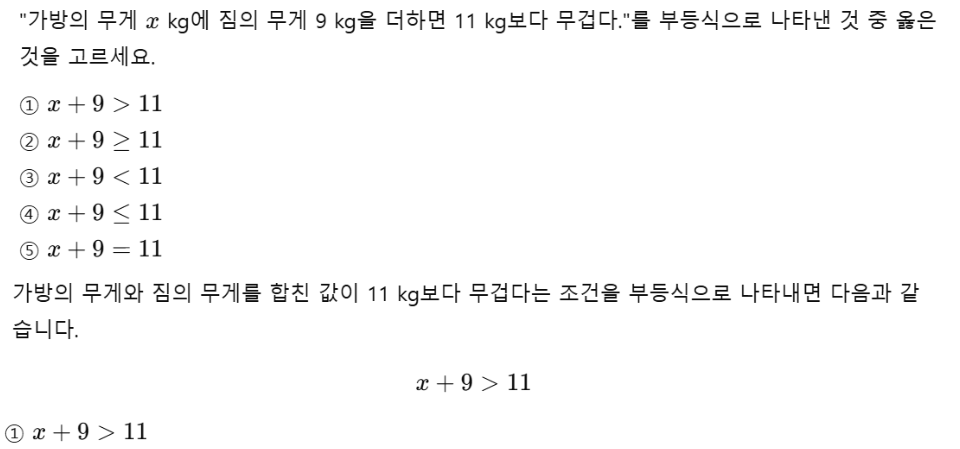 "가방의 무게 x kg에 짐의 무게 9 kg을 더하면 11 kg보다 무겁다."를 부등식으로 나타낸 것 중 옳은
것을 고르세요.
① x + 9 > 11
② x + 9 ≥ 11
③ x + 9 < 11
④ x + 9 ≤ 11
⑤ x + 9 = 11
가방의 무게와 짐의 무게를 합친 값이 11 kg보다 무겁다는 조건을 부등식으로 나타내면 다음과 같
습니다.
x + 9 > 11
① x + 9 > 11